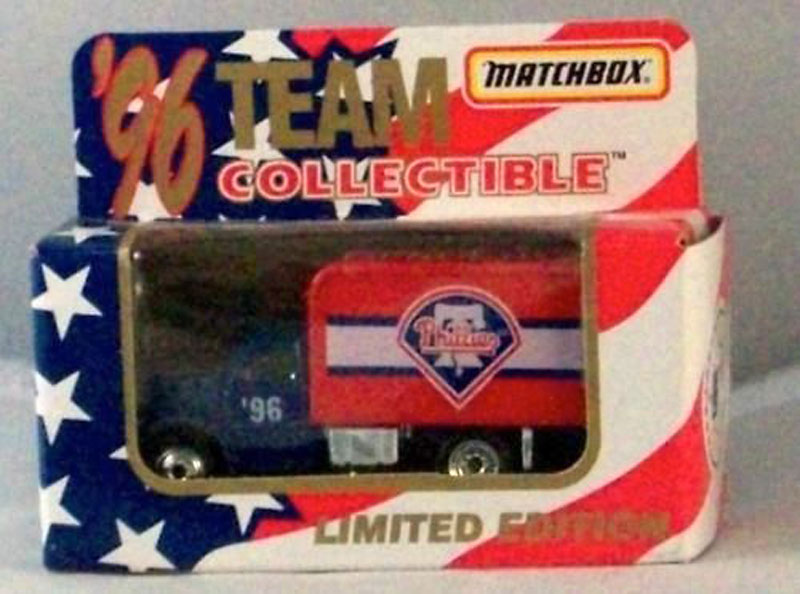 '96 TEAM
MATCHBOX®
COLLECTIBLE™
Phillies
'96
LIMITED EDITION